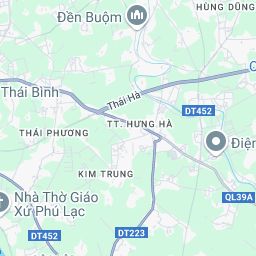 HÙNG DŨNG
Đền Buộm
Thái Bình
Thái Hà
DT452
THÁI PHƯƠNG
TT. HƯNG HÀ
Điện
KIM TRUNG
Nhà Thờ Giáo
Xứ Phú Lạc
QL39A
DT452
DT223